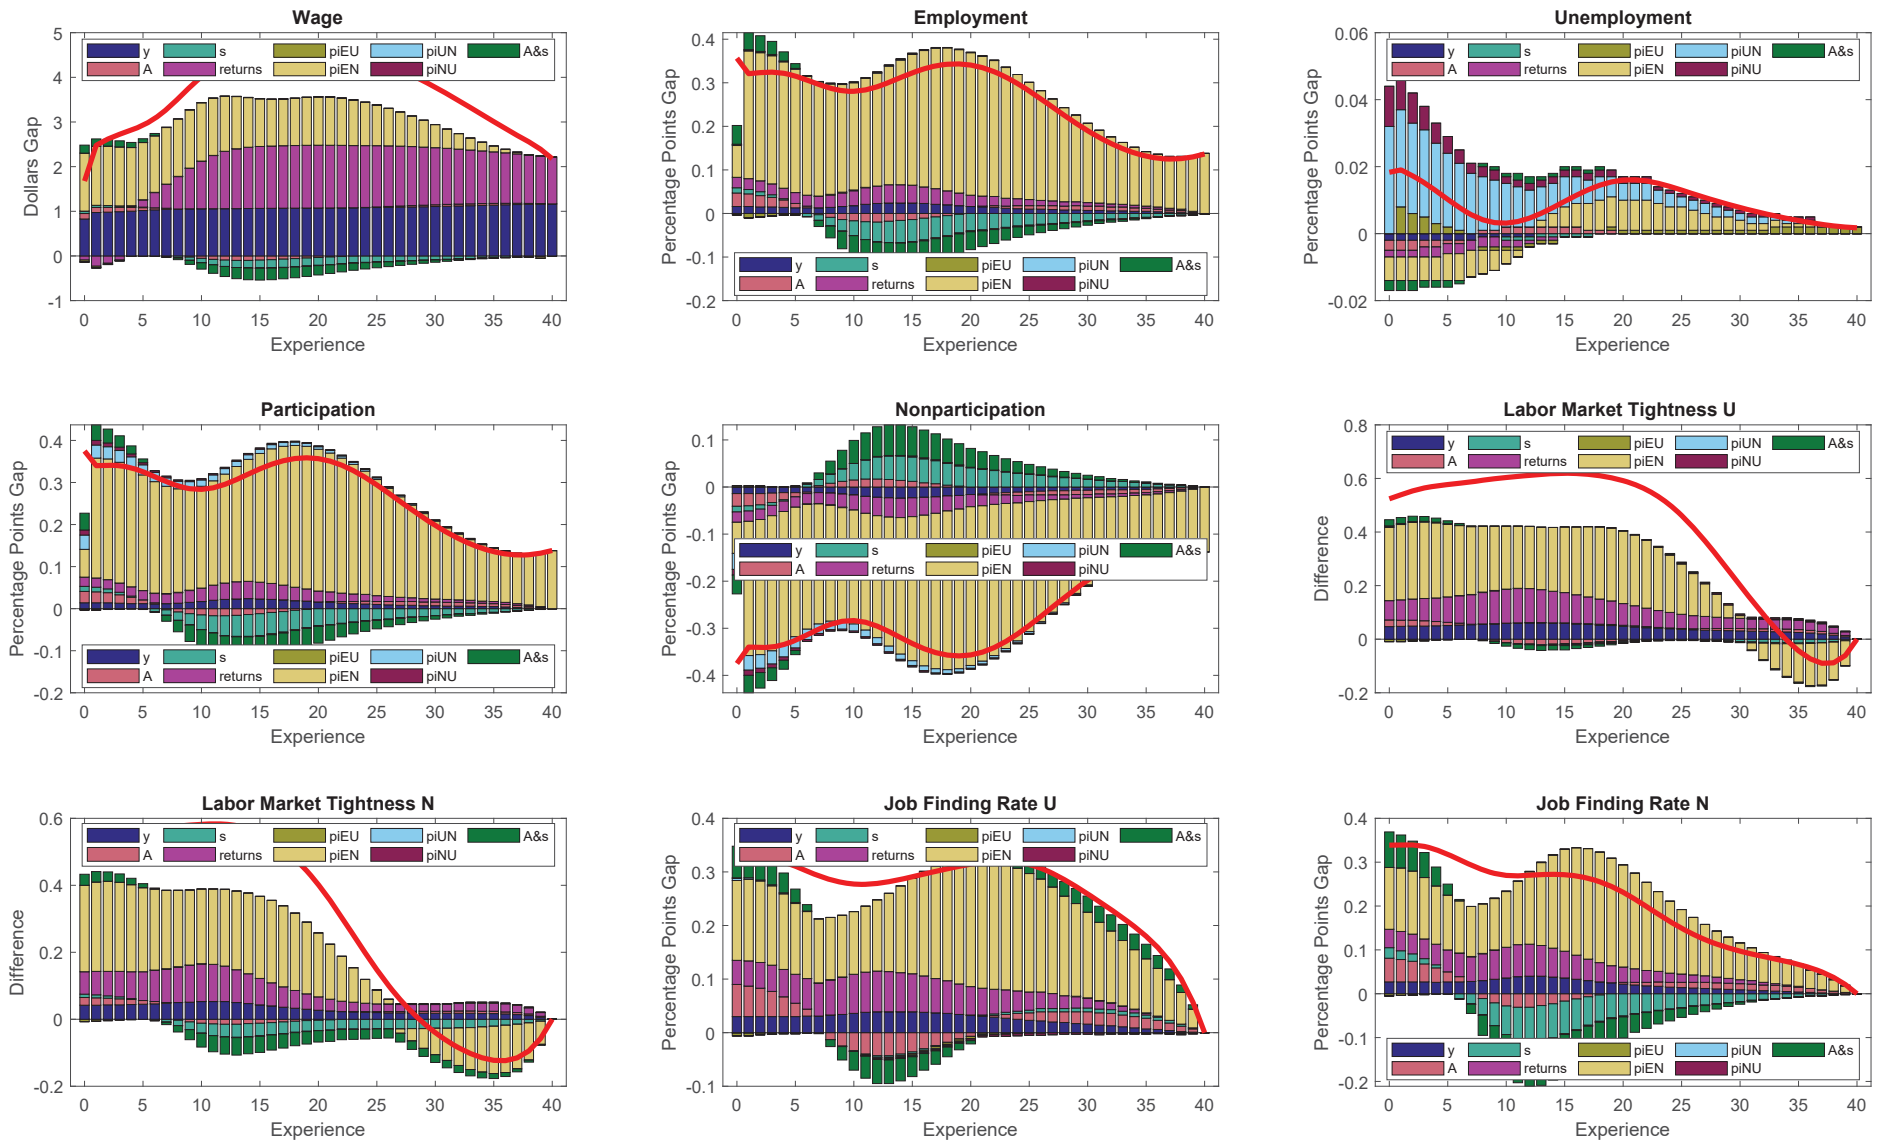 Wage
Dollars Gap
5
4
3
2
1
0
-1
y s piEU piUN A&s
A returns piEN piNU
0 5 10 15 20 25 30 35 40
Experience
Employment
Percentage Points Gap
0.4
0.3
0.2
0.1
0
-0.1
-0.2
y s piEU piUN A&s
A returns piEN piNU
0 5 10 15 20 25 30 35 40
Experience
Unemployment
Percentage Points Gap
0.06
0.04
0.02
0
-0.02
y s piEU piUN A&s
A returns piEN piNU
0 5 10 15 20 25 30 35 40
Experience
Participation
Percentage Points Gap
0.4
0.3
0.2
0.1
0
-0.1
-0.2
y s piEU piUN A&s
A returns piEN piNU
0 5 10 15 20 25 30 35 40
Experience
Nonparticipation
Percentage Points Gap
0.1
0
-0.1
-0.2
-0.3
-0.4
y s piEU piUN A&s
A returns piEN piNU
0 5 10 15 20 25 30 35 40
Experience
Labor Market Tightness U
Difference
0.8
0.6
0.4
0.2
0
-0.2
y s piEU piUN A&s
A returns piEN piNU
0 5 10 15 20 25 30 35 40
Experience
Labor Market Tightness N
Difference
0.6
0.4
0.2
0
-0.2
y s piEU piUN A&s
A returns piEN piNU
0 5 10 15 20 25 30 35 40
Experience
Job Finding Rate U
Percentage Points Gap
0.4
0.3
0.2
0.1
0
-0.1
y s piEU piUN A&s
A returns piEN piNU
0 5 10 15 20 25 30 35 40
Experience
Job Finding Rate N
Percentage Points Gap
0.4
0.3
0.2
0.1
0
-0.1
-0.2
y s piEU piUN A&s
A returns piEN piNU
0 5 10 15 20 25 30 35 40
Experience